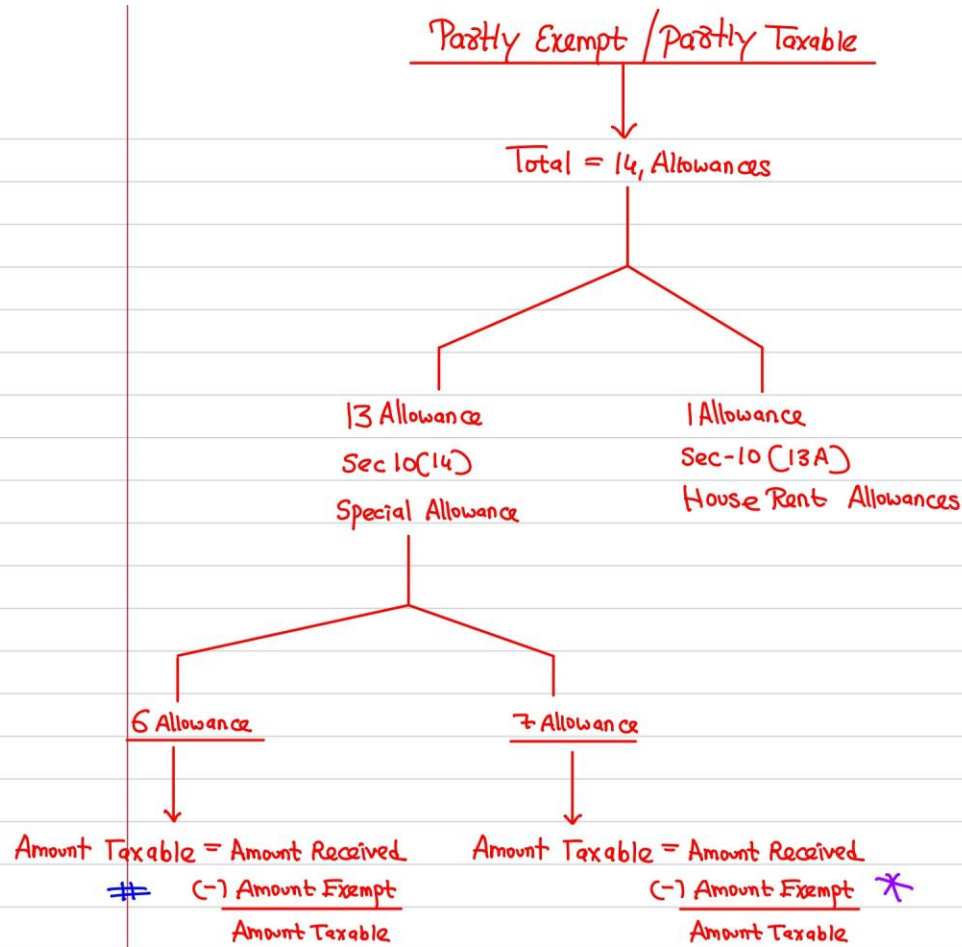 Partly Exempt / Partly Taxable
Total = 14, Allowances
13 Allowance
Sec 10(14)
Special Allowance
1 Allowance
Sec-10 (13A)
House Rent Allowances
6 Allowance
Amount Taxable = Amount Received
# (-) Amount Exempt
Amount Taxable
7 Allowance
Amount Taxable = Amount Received
(-) Amount Exempt *
Amount Taxable